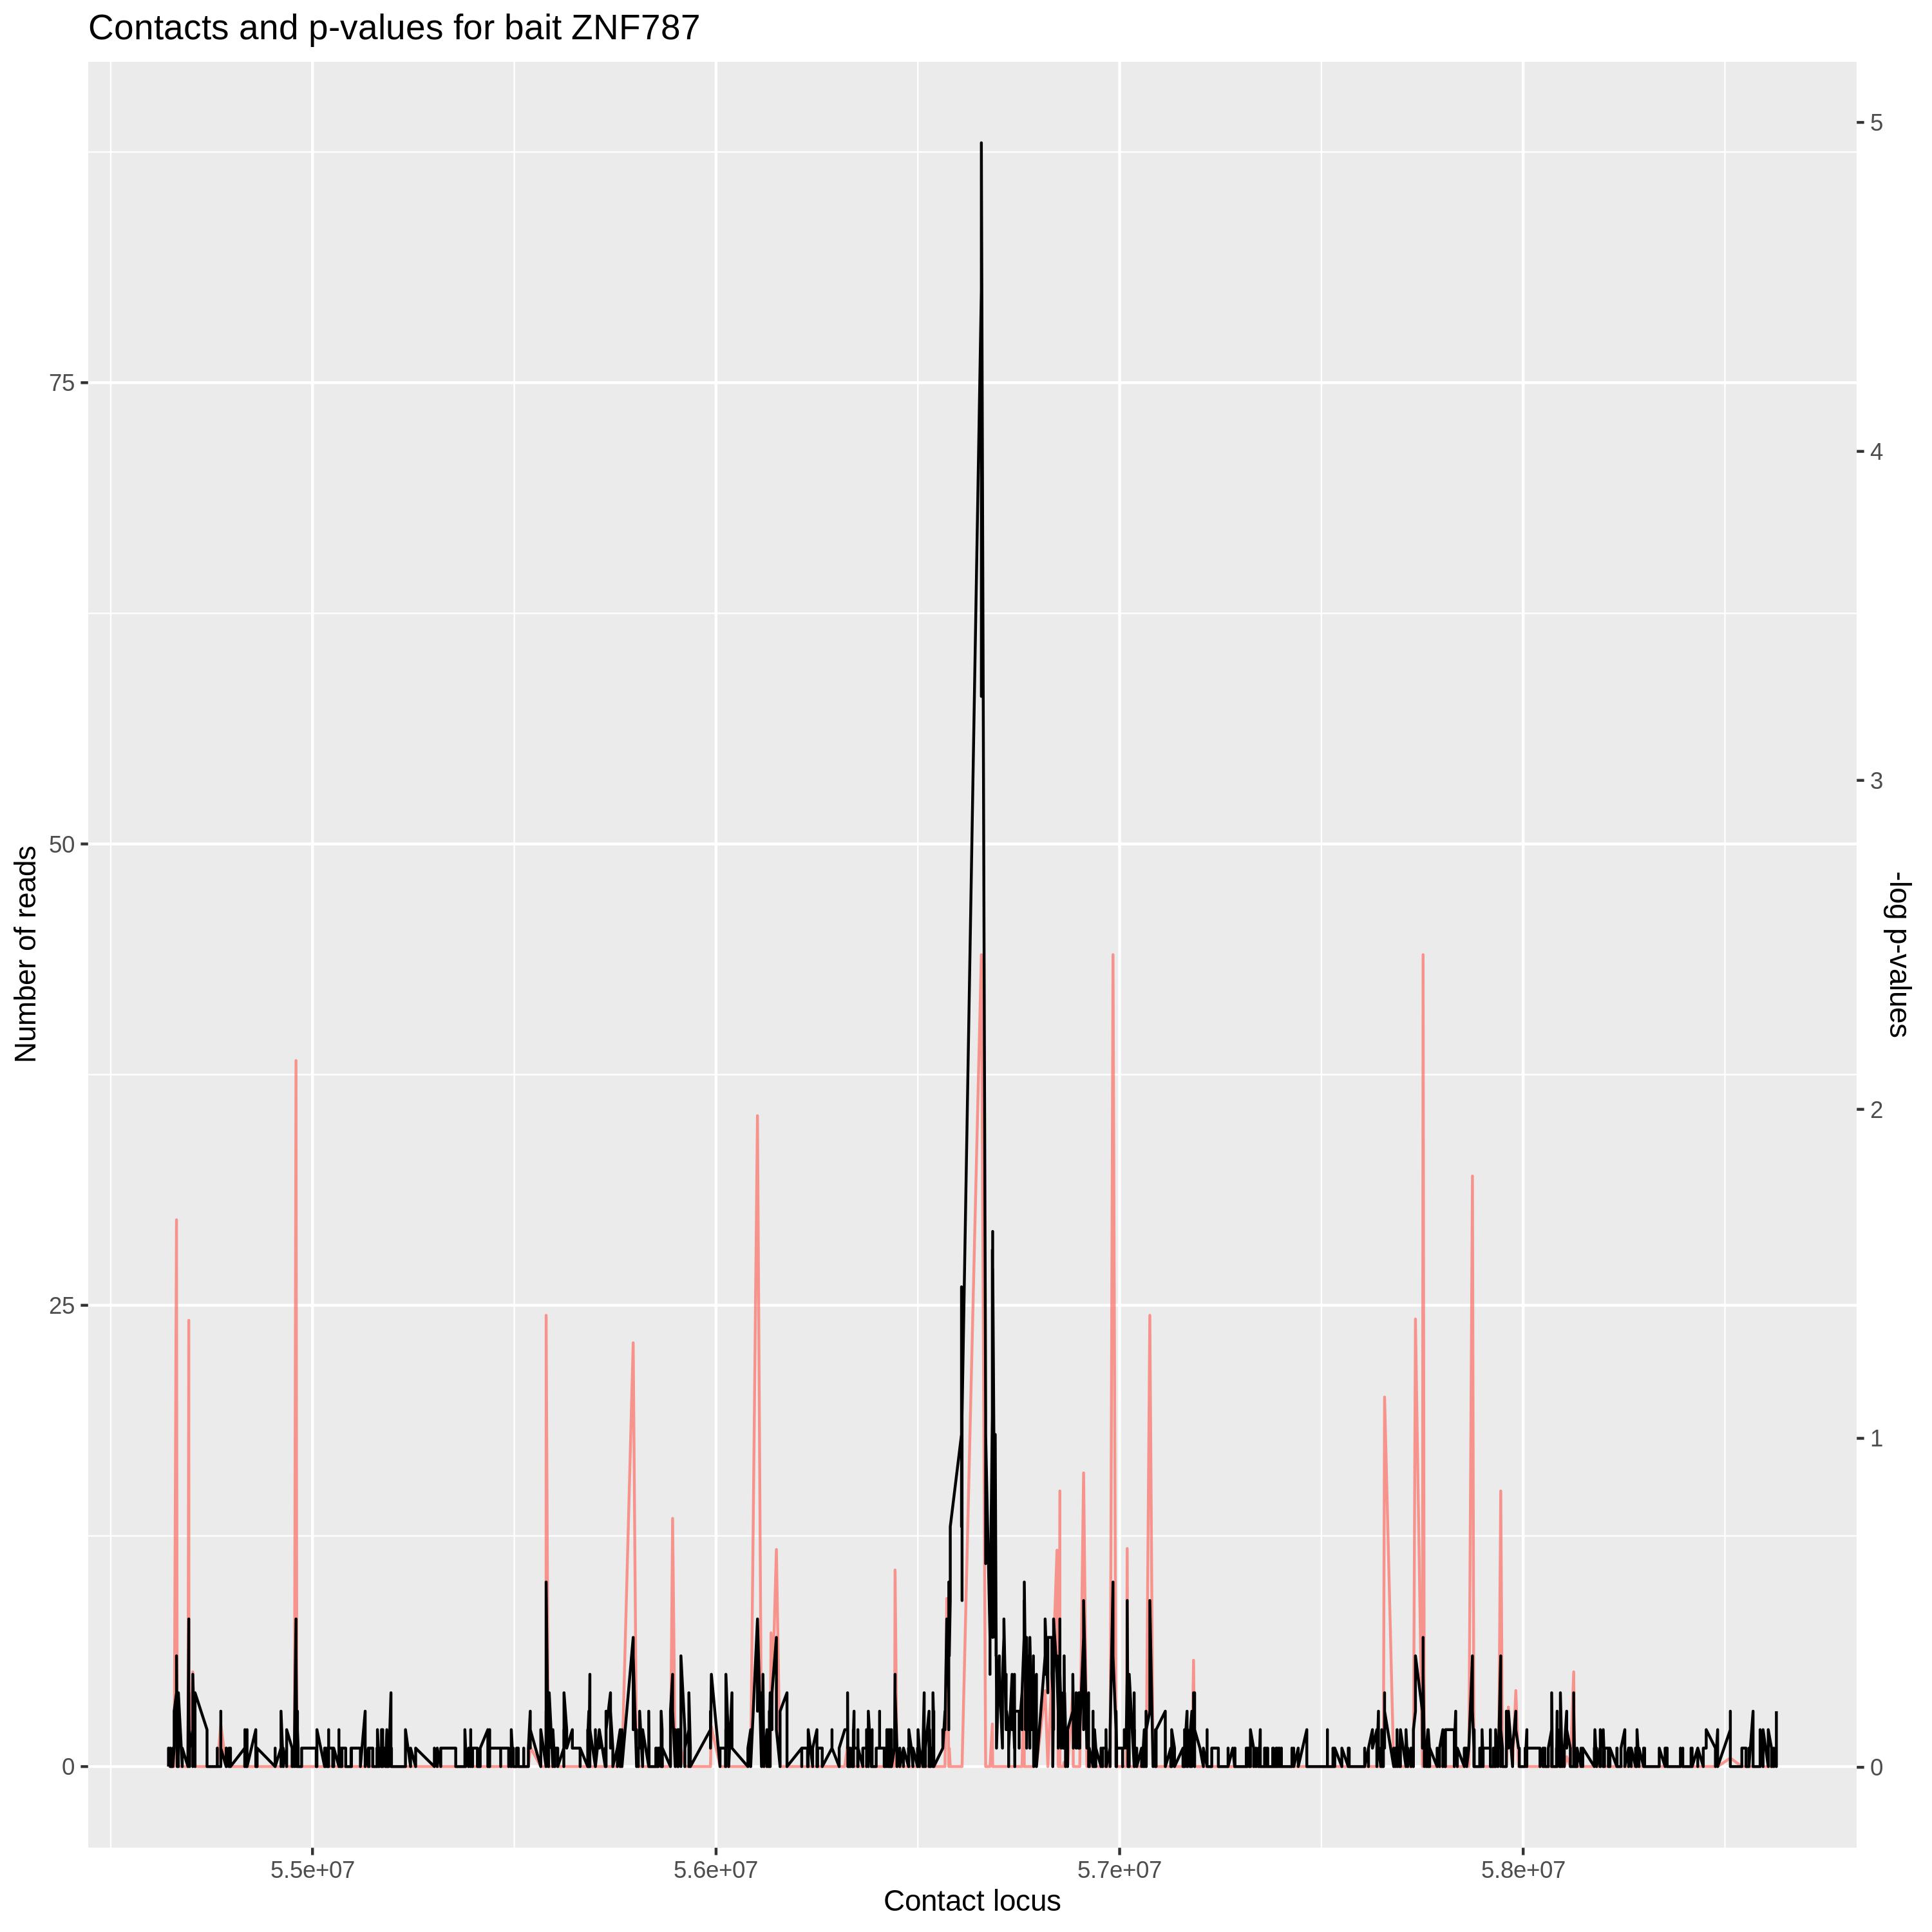 Contacts and p-values for bait ZNF787
Number of reads
75
50
25
0
5
4
3
2
1
0
-log p-values
5.5e+07
5.6e+07
5.7e+07
5.8e+07
Contact locus